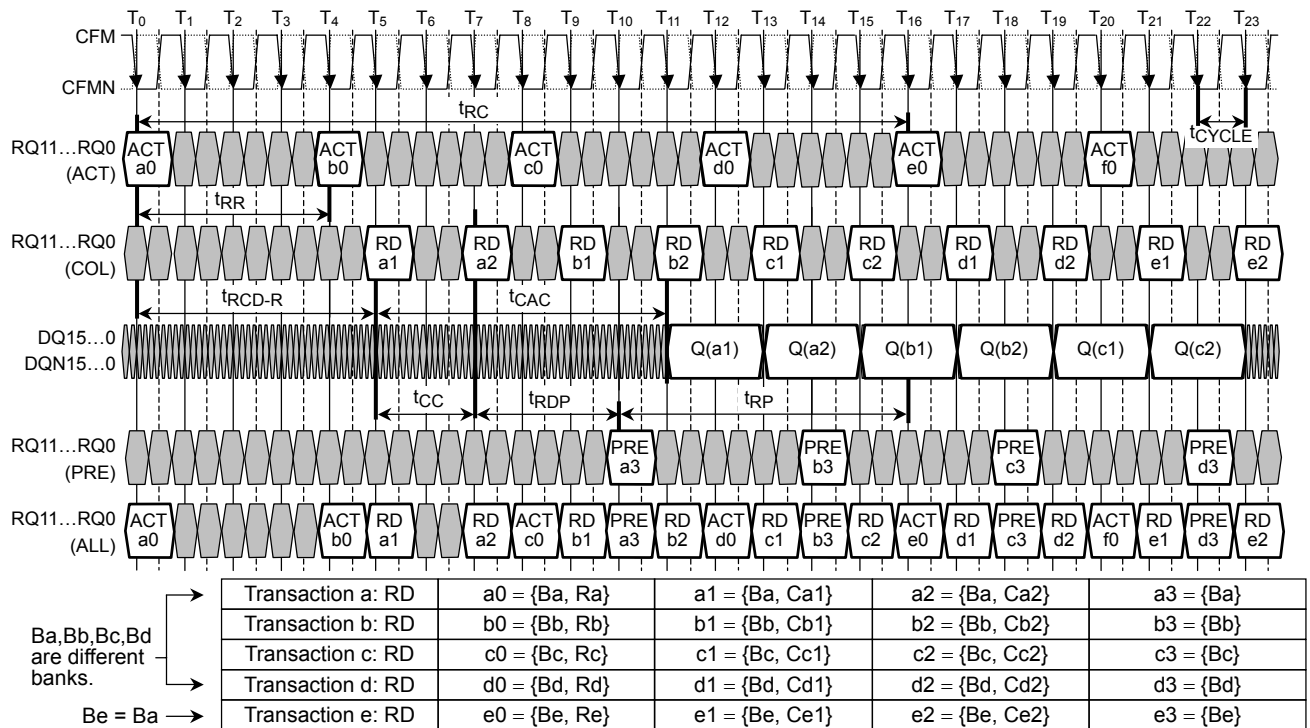 T0 T1 T2 T3 T4 T5 T6 T7 T8 T9 T10 T11 T12 T13 T14 T15 T16 T17 T18 T19 T20 T21 T22 T23
CFM
CFMN
tRC
tCYCLE
RQ11...RQ0
(ACT)
ACT a0 ACT b0 ACT c0 ACT d0 ACT e0 ACT f0
tRR
RQ11...RQ0
(COL)
RD a1 RD a2 RD b1 RD b2 RD c1 RD c2 RD d1 RD d2 RD e1 RD e2
tRCD-R tCAC
DQ15...0
DQN15...0
Q(a1) Q(a2) Q(b1) Q(b2) Q(c1) Q(c2)
tCC tRDP tRP
RQ11...RQ0
(PRE)
PRE a3 PRE b3 PRE c3 PRE d3
RQ11...RQ0
(ALL)
ACT a0 ACT b0 RD a1 RD a2 ACT c0 RD b1 PRE a3 RD b2 ACT d0 RD c1 PRE b3 RD c2 ACT e0 RD d1 PRE c3 RD d2 ACT f0 RD e1 PRE d3 RD e2
Ba,Bb,Bc,Bd
are different
banks.
Be = Ba
Transaction a: RD a0 = {Ba, Ra} a1 = {Ba, Ca1} a2 = {Ba, Ca2} a3 = {Ba}
Transaction b: RD b0 = {Bb, Rb} b1 = {Bb, Cb1} b2 = {Bb, Cb2} b3 = {Bb}
Transaction c: RD c0 = {Bc, Rc} c1 = {Bc, Cc1} c2 = {Bc, Cc2} c3 = {Bc}
Transaction d: RD d0 = {Bd, Rd} d1 = {Bd, Cd1} d2 = {Bd, Cd2} d3 = {Bd}
Transaction e: RD e0 = {Be, Re} e1 = {Be, Ce1} e2 = {Be, Ce2} e3 = {Be}